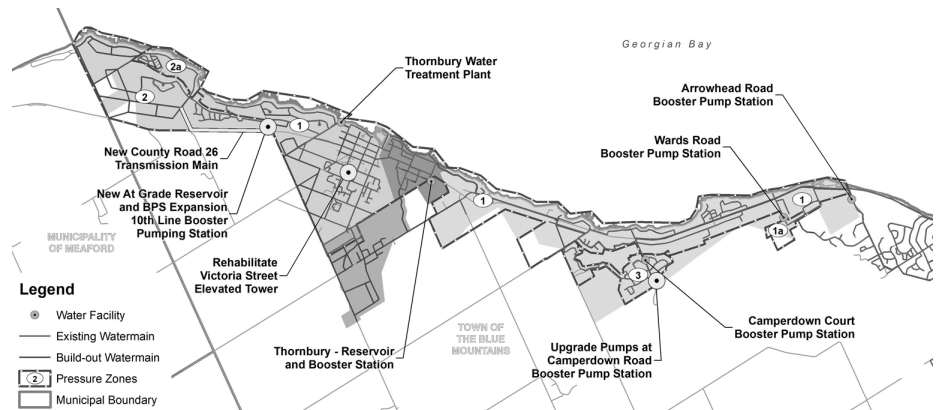 Georgian Bay
2a
2
1
Thornbury Water
Treatment Plant
Arrowhead Road
Booster Pump Station
Wards Road
Booster Pump Station
New County Road 26
Transmission Main
New At Grade Reservoir
and BPS Expansion
10th Line Booster
Pumping Station
MUNICIPALITY
OF MEAFORD
Rehabilitate
Victoria Street
Elevated Tower
1
1
1a
3
Thornbury - Reservoir
and Booster Station
TOWN OF
THE BLUE
MOUNTAINS
Upgrade Pumps at
Camperdown Road
Booster Pump Station
Camperdown Court
Booster Pump Station
Legend
Water Facility
Existing Watermain
Build-out Watermain
2 Pressure Zones
Municipal Boundary